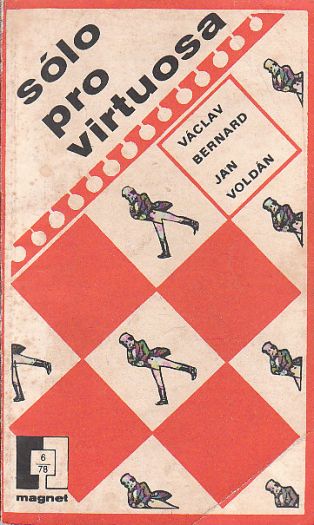 sólo
pro
virtuosa
VÁCLAV
BERNARD
JAN
VOLDÁN
6
78
magnet